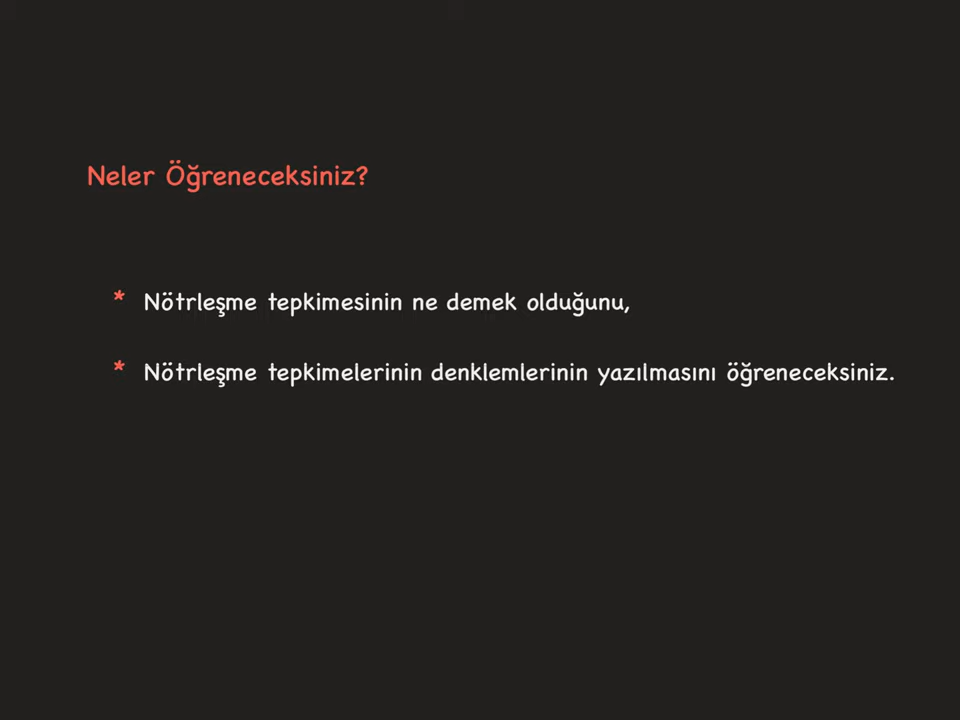 Neler Öğreneceksiniz?
* Nötrleşme tepkimesinin ne demek olduğunu,
* Nötrleşme tepkimelerinin denklemlerinin yazılmasını öğreneceksiniz.